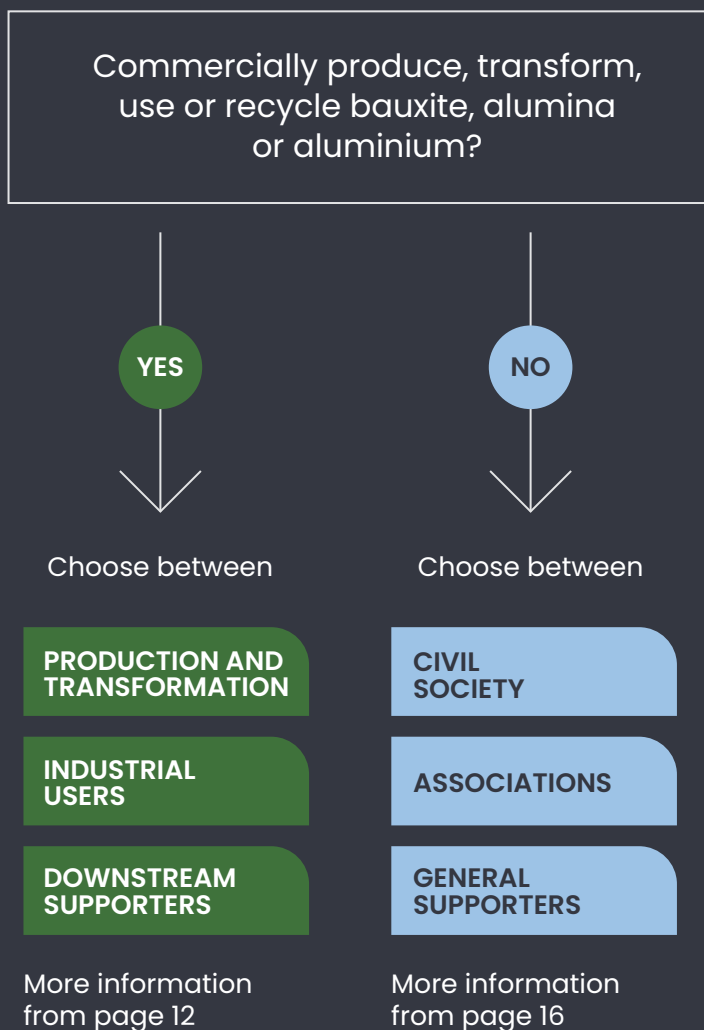 Commercially produce, transform,
use or recycle bauxite, alumina
or aluminium?
YES
Choose between
PRODUCTION AND
TRANSFORMATION
INDUSTRIAL
USERS
DOWNSTREAM
SUPPORTERS
More information
from page 12
NO
Choose between
CIVIL
SOCIETY
ASSOCIATIONS
GENERAL
SUPPORTERS
More information
from page 16